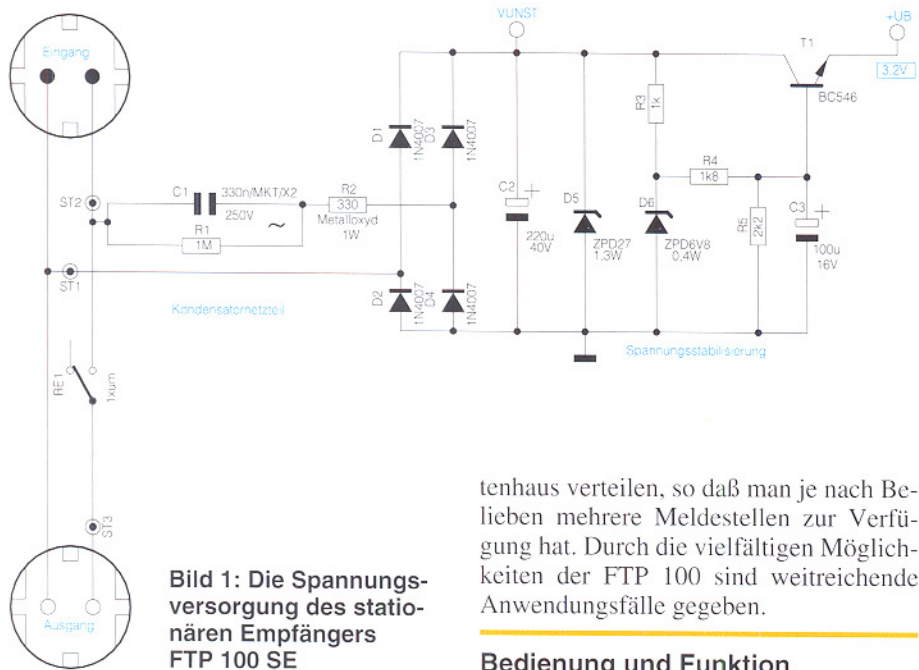 Eingang
ST2
ST1
C1
330n/MKT/X2
250V
R1
1M
~
R2
330
Metalloxyd
1W
Kondensatornetzteil
RE1
1xum
ST3
Ausgang
VUNST
+UB
3.2V
T1
BC546
D1
1N4007
D3
1N4007
D2
1N4007
D4
1N4007
C2
+
220u
40V
D5
ZPD27
1.3W
R3
1k
D6
ZPD6V8
0,4W
R4
1k8
R5
2k2
C3
+
100u
16V
Spannungsstabilisierung
Bild 1: Die Spannungs-
versorgung des statio-
nären Empfängers
FTP 100 SE
tenhaus verteilen, so daß man je nach Be-
lieben mehrere Meldestellen zur Verfü-
gung hat. Durch die vielfältigen Möglich-
keiten der FTP 100 sind weitreichende
Anwendungsfälle gegeben.
Bedienung und Funktion